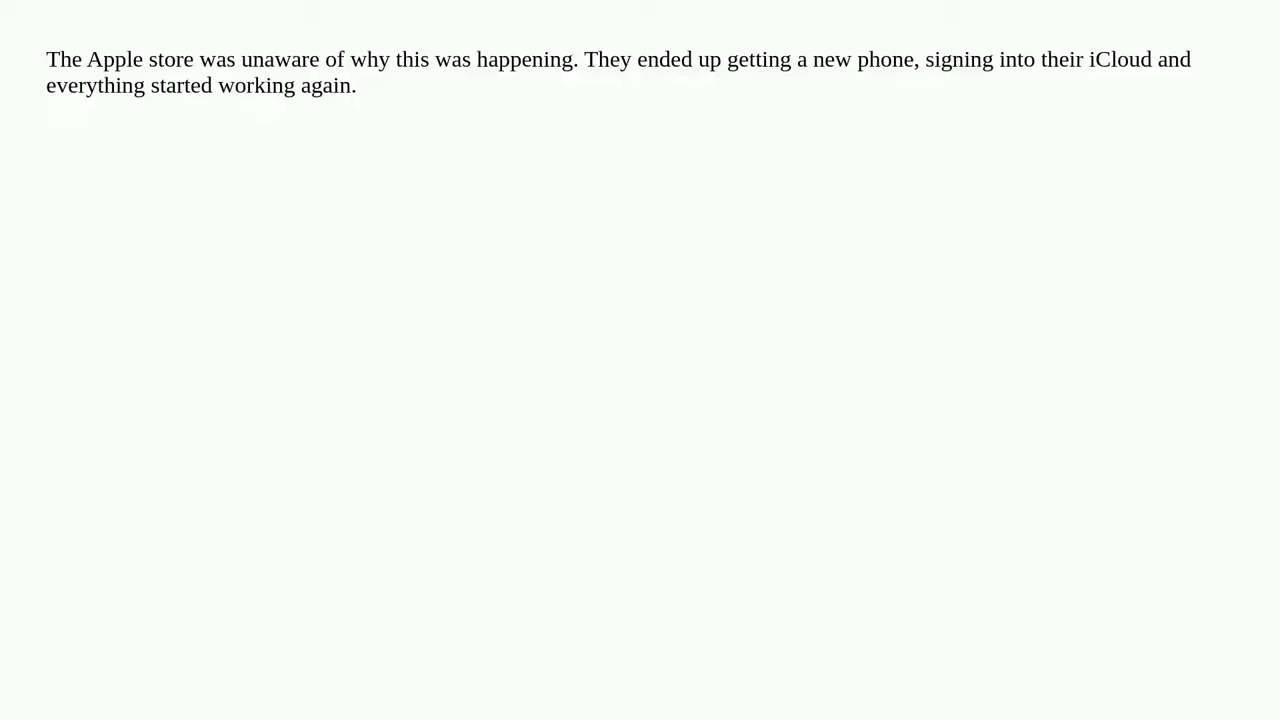 The Apple store was unaware of why this was happening. They ended up getting a new phone, signing into their iCloud and
everything started working again.